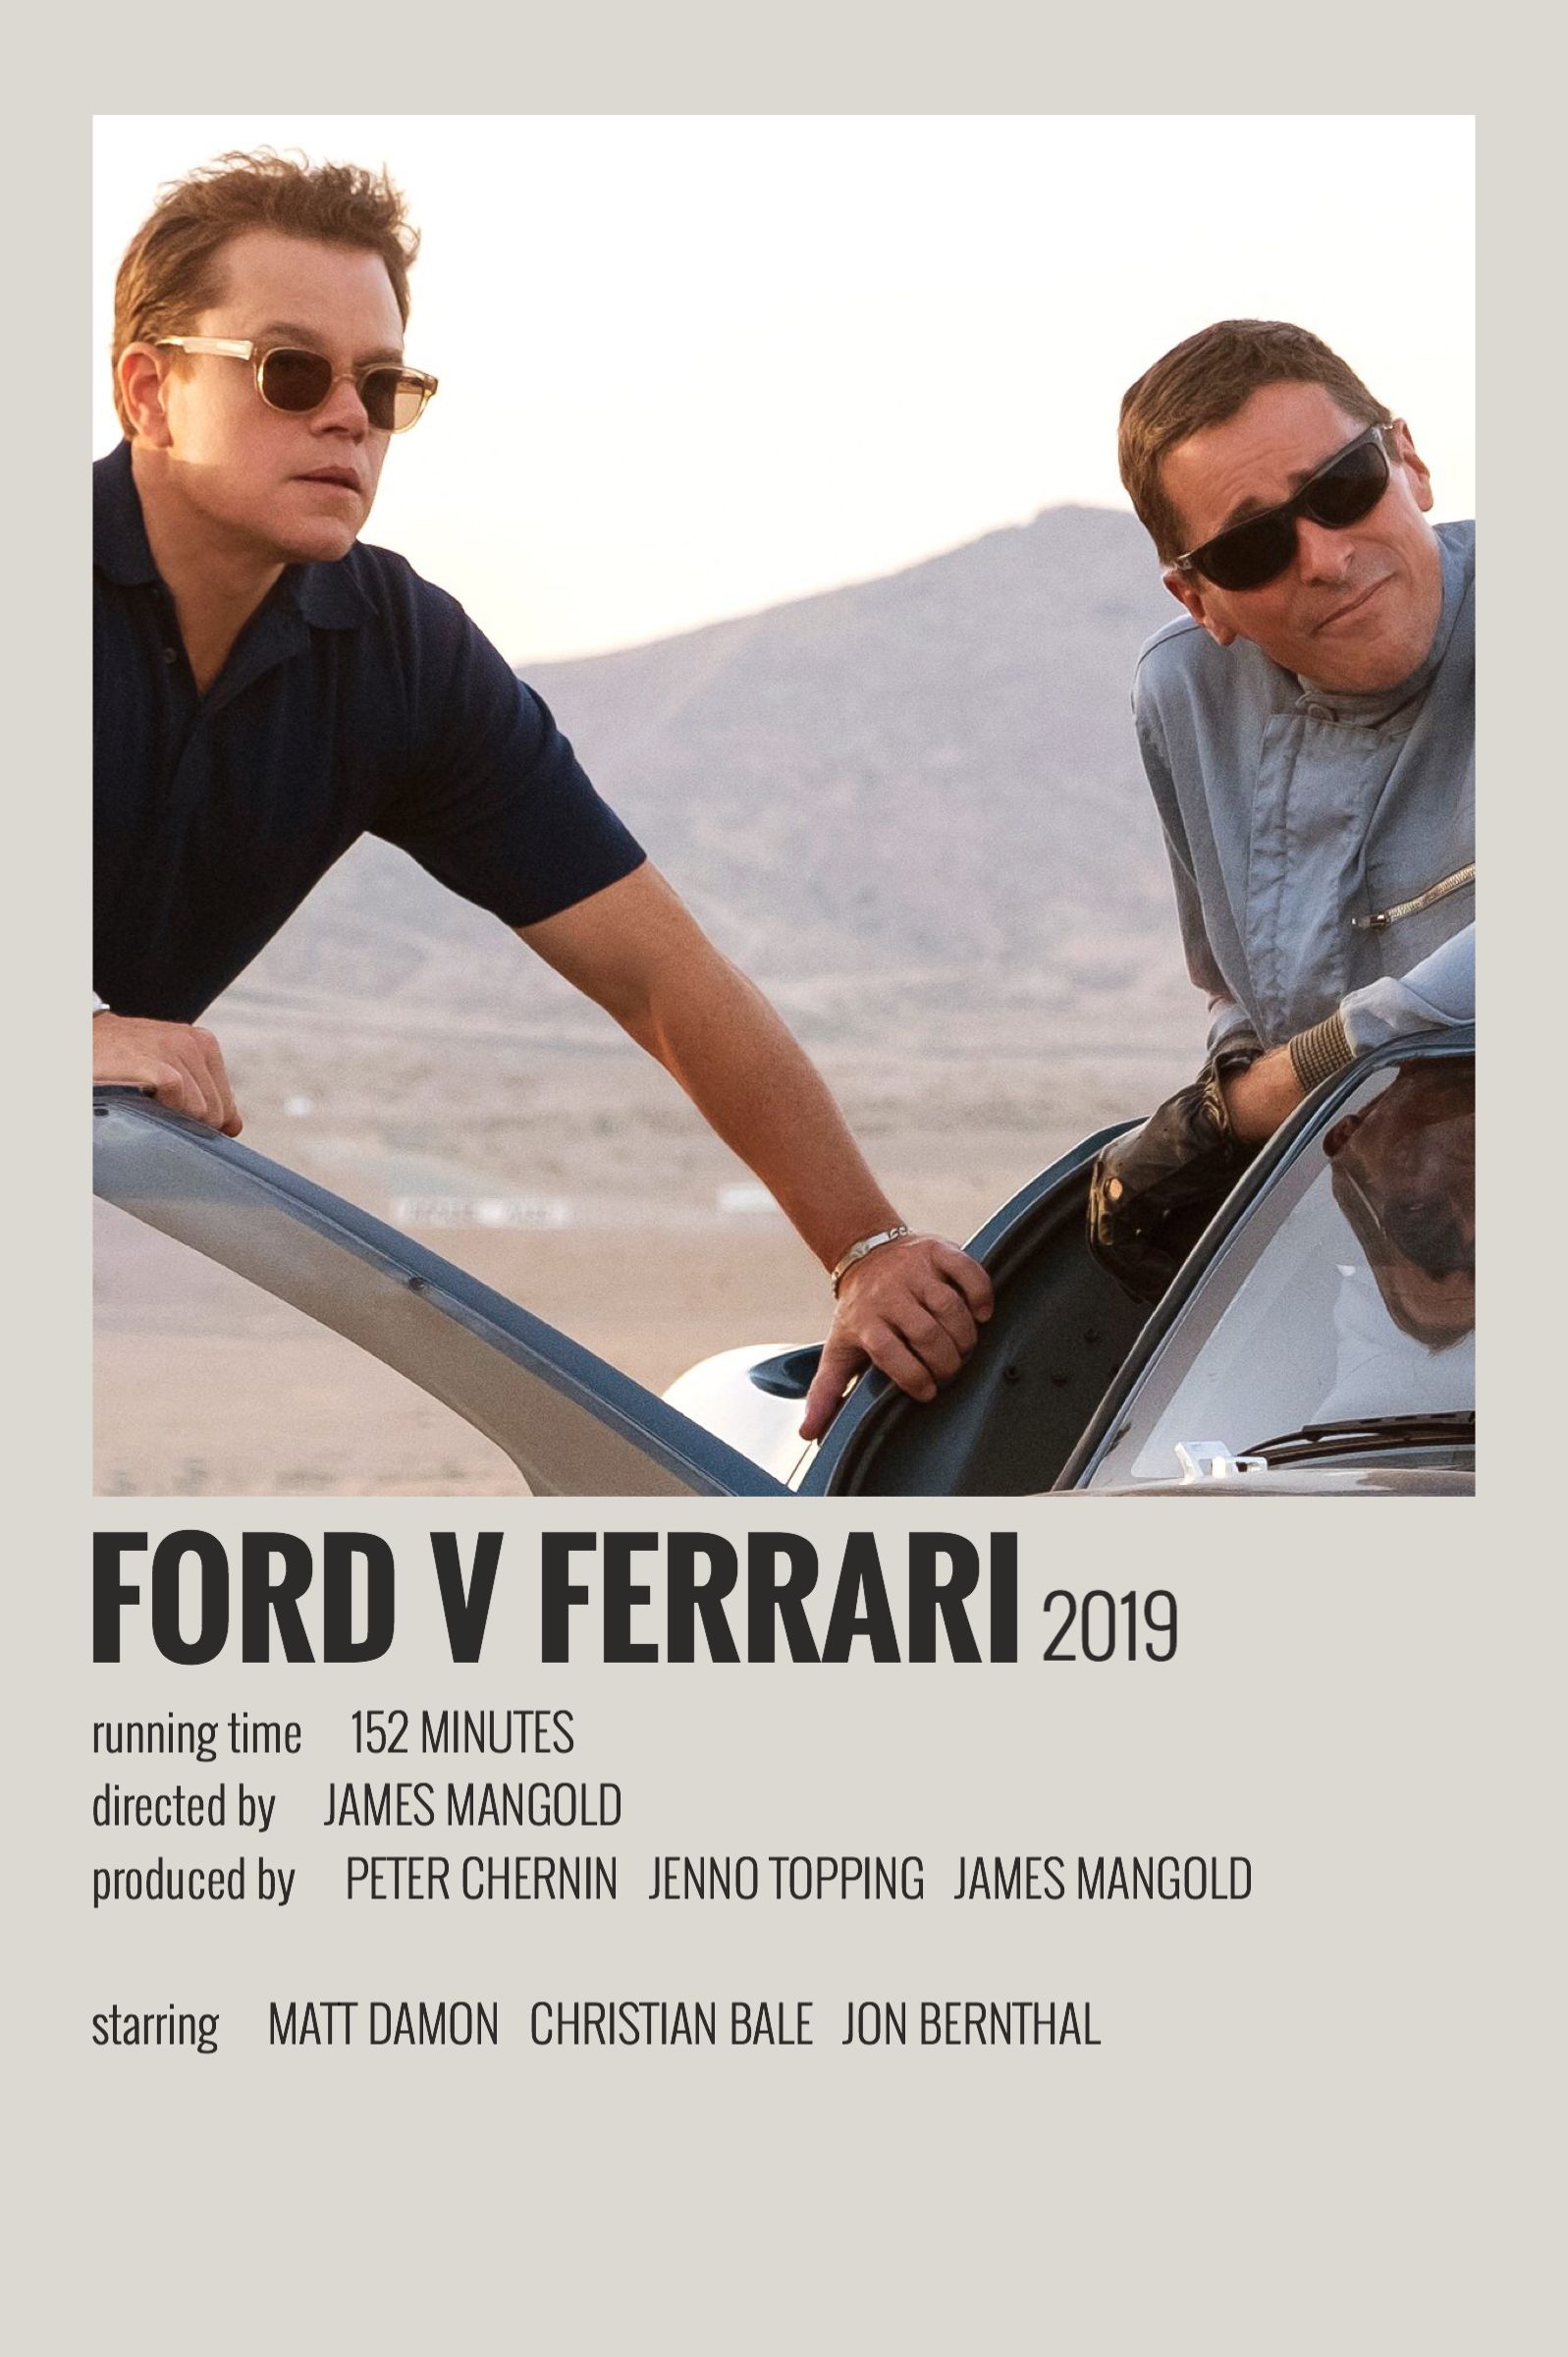 FORD V FERRARI 2019
running time 152 MINUTES
directed by JAMES MANGOLD
produced by PETER CHERNIN JENNO TOPPING JAMES MANGOLD
starring MATT DAMON CHRISTIAN BALE JON BERNTHAL